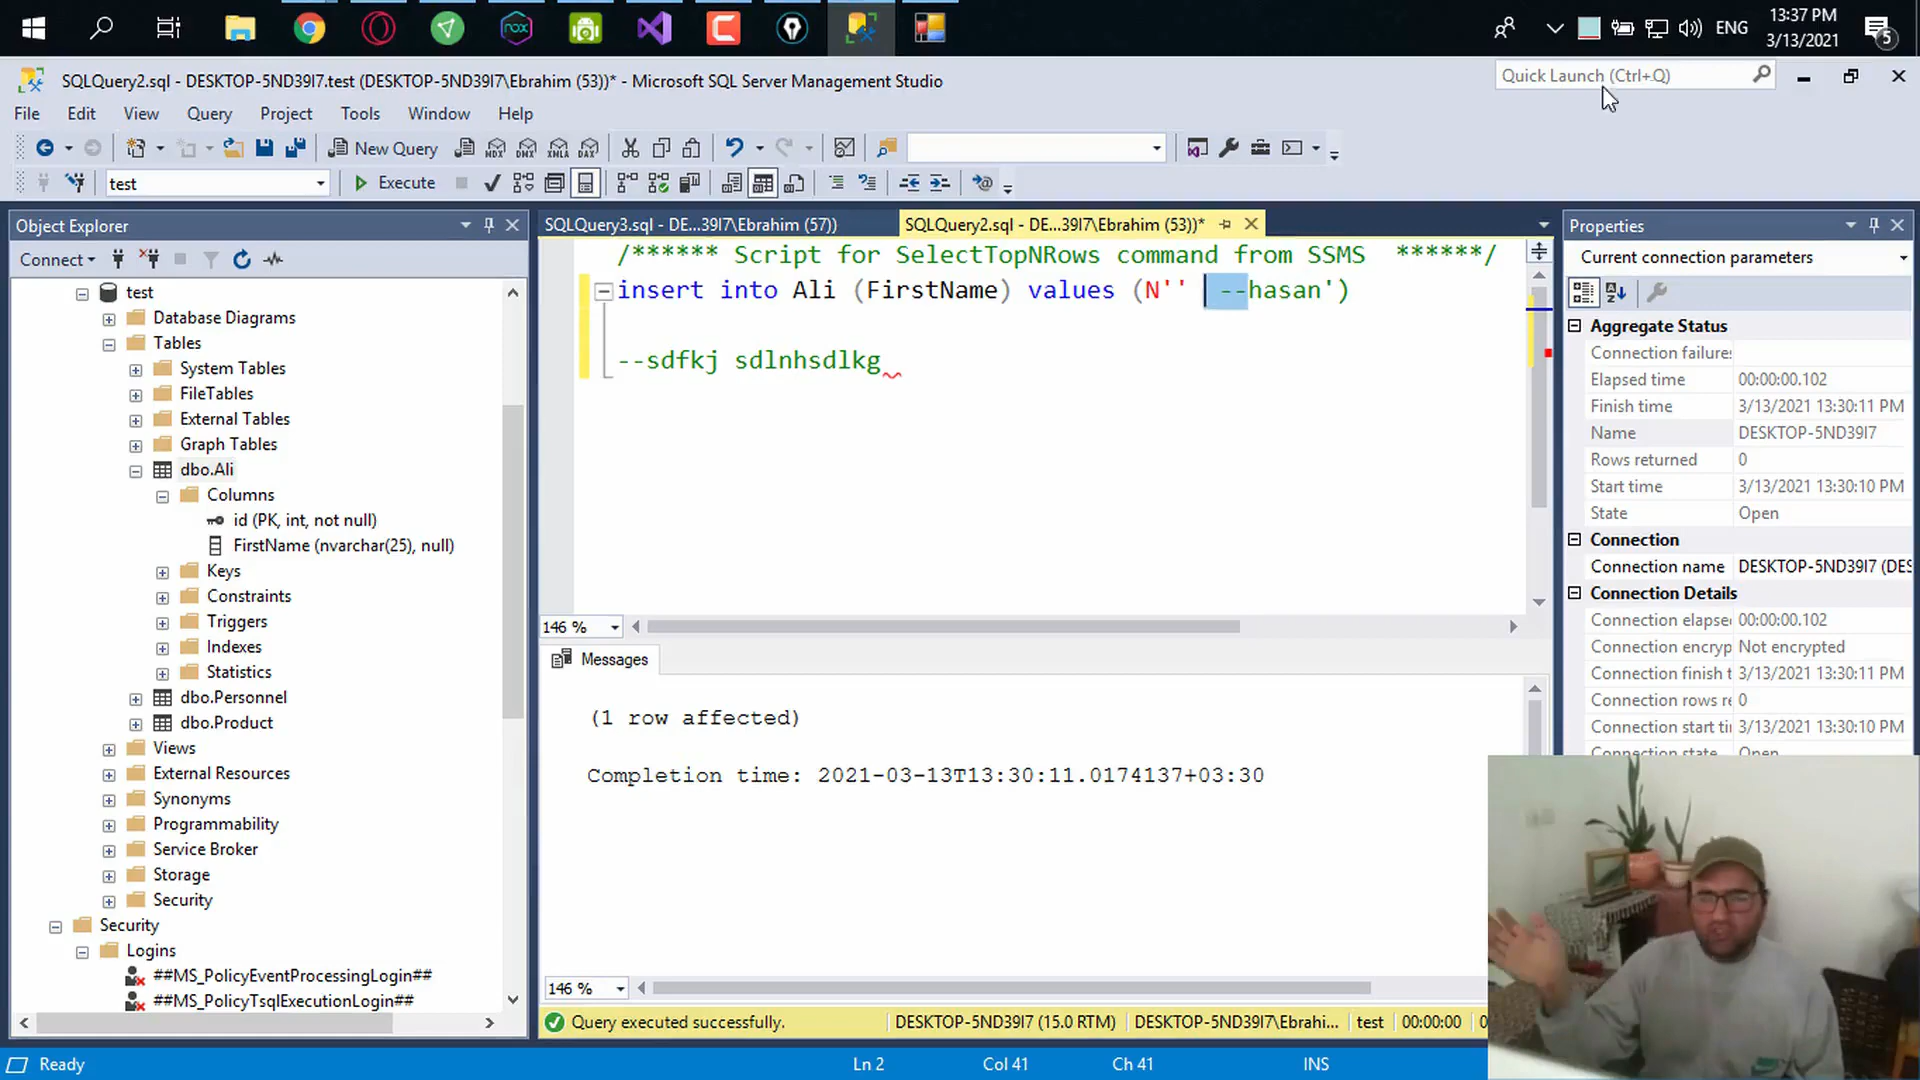 13:37 PM
ENG
3/13/2021
5
SQLQuery2.sql - DESKTOP-5ND39I7.test (DESKTOP-5ND39I7\Ebrahim (53))* - Microsoft SQL Server Management Studio
Quick Launch (Ctrl+Q)
File Edit View Query Project Tools Window Help
New Query
MDX DMX XMLA DAX
test
Execute
Object Explorer
SQLQuery3.sql - DE...39I7\Ebrahim (57))
SQLQuery2.sql - DE...39I7\Ebrahim (53))*
Properties
Connect
Current connection parameters
/****** Script for SelectTopNRows command from SSMS ******/
insert into Ali (FirstName) values (N'' --hasan')
--sdfkj sdlnhsdlkg
test
Database Diagrams
Tables
System Tables
FileTables
External Tables
Graph Tables
dbo.Ali
Columns
id (PK, int, not null)
FirstName (nvarchar(25), null)
Keys
Constraints
Triggers
Indexes
Statistics
dbo.Personnel
dbo.Product
Views
External Resources
Synonyms
Programmability
Service Broker
Storage
Security
Security
Logins
##MS_PolicyEventProcessingLogin##
##MS_PolicyTsqlExecutionLogin##
146 %
Messages
(1 row affected)
Completion time: 2021-03-13T13:30:11.0174137+03:30
146 %
Query executed successfully.
DESKTOP-5ND39I7 (15.0 RTM)
DESKTOP-5ND39I7\Ebrahi...
test
00:00:00
Aggregate Status
Connection failures
Elapsed time 00:00:00.102
Finish time 3/13/2021 13:30:11 PM
Name DESKTOP-5ND39I7
Rows returned 0
Start time 3/13/2021 13:30:10 PM
State Open
Connection
Connection name DESKTOP-5ND39I7 (DES
Connection Details
Connection elapse 00:00:00.102
Connection encryp Not encrypted
Connection finish t 3/13/2021 13:30:11 PM
Connection rows re 0
Connection start ti 3/13/2021 13:30:10 PM
Ready
Ln 2
Col 41
Ch 41
INS